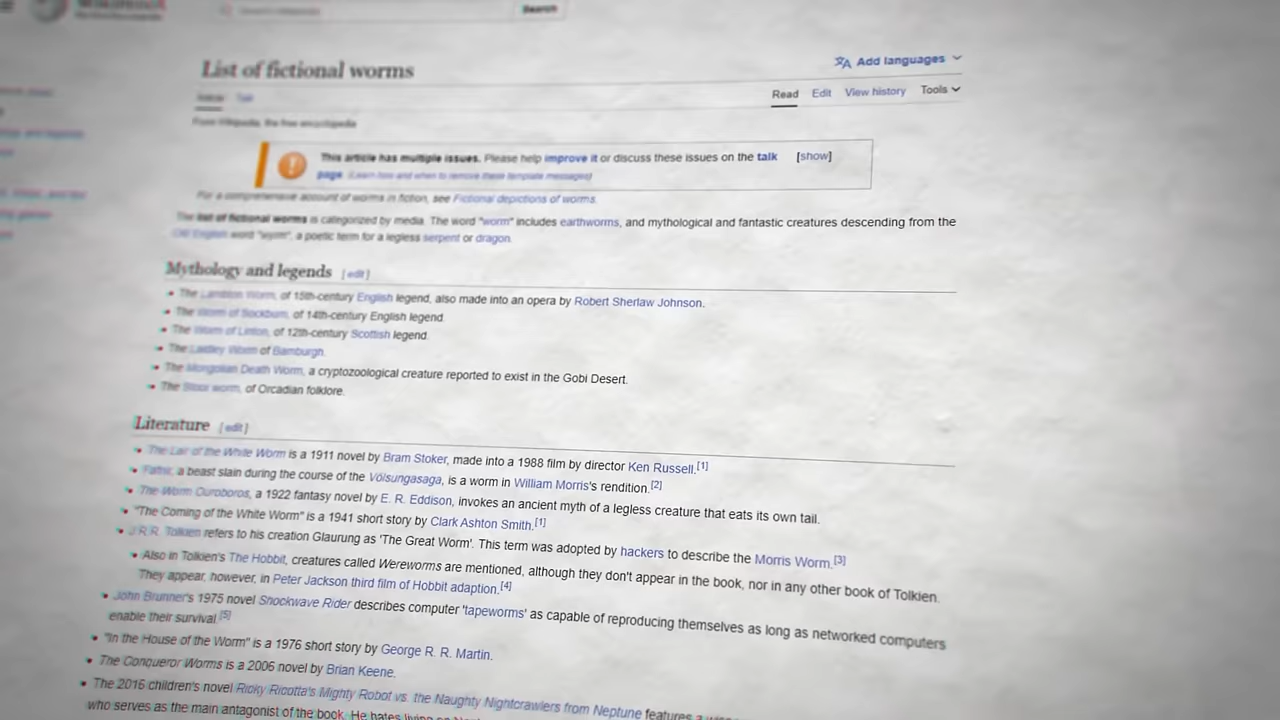 Search
List of fictional worms
Add languages
Read Edit View history Tools
From Wikipedia, the free encyclopedia
This article has multiple issues. Please help improve it or discuss these issues on the talk [show]
page. (Learn how and when to remove these template messages)
For a comprehensive account of worms in fiction, see Fictional depictions of worms.
The list of fictional worms is categorized by media. The word "worm" includes earthworms, and mythological and fantastic creatures descending from the
Old English word "wyrm", a poetic term for a legless serpent or dragon.
Mythology and legends [edit]
The Lambton Worm, of 15th-century English legend, also made into an opera by Robert Sherlaw Johnson.
The Worm of Sockburn, of 14th-century English legend.
The Worm of Linton, of 12th-century Scottish legend.
The Laidley Worm of Bamburgh.
The Mongolian Death Worm, a cryptozoological creature reported to exist in the Gobi Desert.
The Stoor worm, of Orcadian folklore.
Literature [edit]
The Lair of the White Worm is a 1911 novel by Bram Stoker, made into a 1988 film by director Ken Russell.[1]
Fafnir, a beast slain during the course of the Völsungasaga, is a worm in William Morris's rendition.[2]
The Worm Ouroboros, a 1922 fantasy novel by E. R. Eddison, invokes an ancient myth of a legless creature that eats its own tail.
"The Coming of the White Worm" is a 1941 short story by Clark Ashton Smith.[1]
J.R.R. Tolkien refers to his creation Glaurung as 'The Great Worm'. This term was adopted by hackers to describe the Morris Worm.[3]
Also in Tolkien's The Hobbit, creatures called Wereworms are mentioned, although they don't appear in the book, nor in any other book of Tolkien.
They appear, however, in Peter Jackson third film of Hobbit adaption.[4]
John Brunner's 1975 novel Shockwave Rider describes computer 'tapeworms' as capable of reproducing themselves as long as networked computers
enable their survival.[5]
"In the House of the Worm" is a 1976 short story by George R. R. Martin.
The Conqueror Worms is a 2006 novel by Brian Keene.
The 2016 children's novel Ricky Ricotta's Mighty Robot vs. the Naughty Nightcrawlers from Neptune features a
who serves as the main antagonist of the book. He hates living on